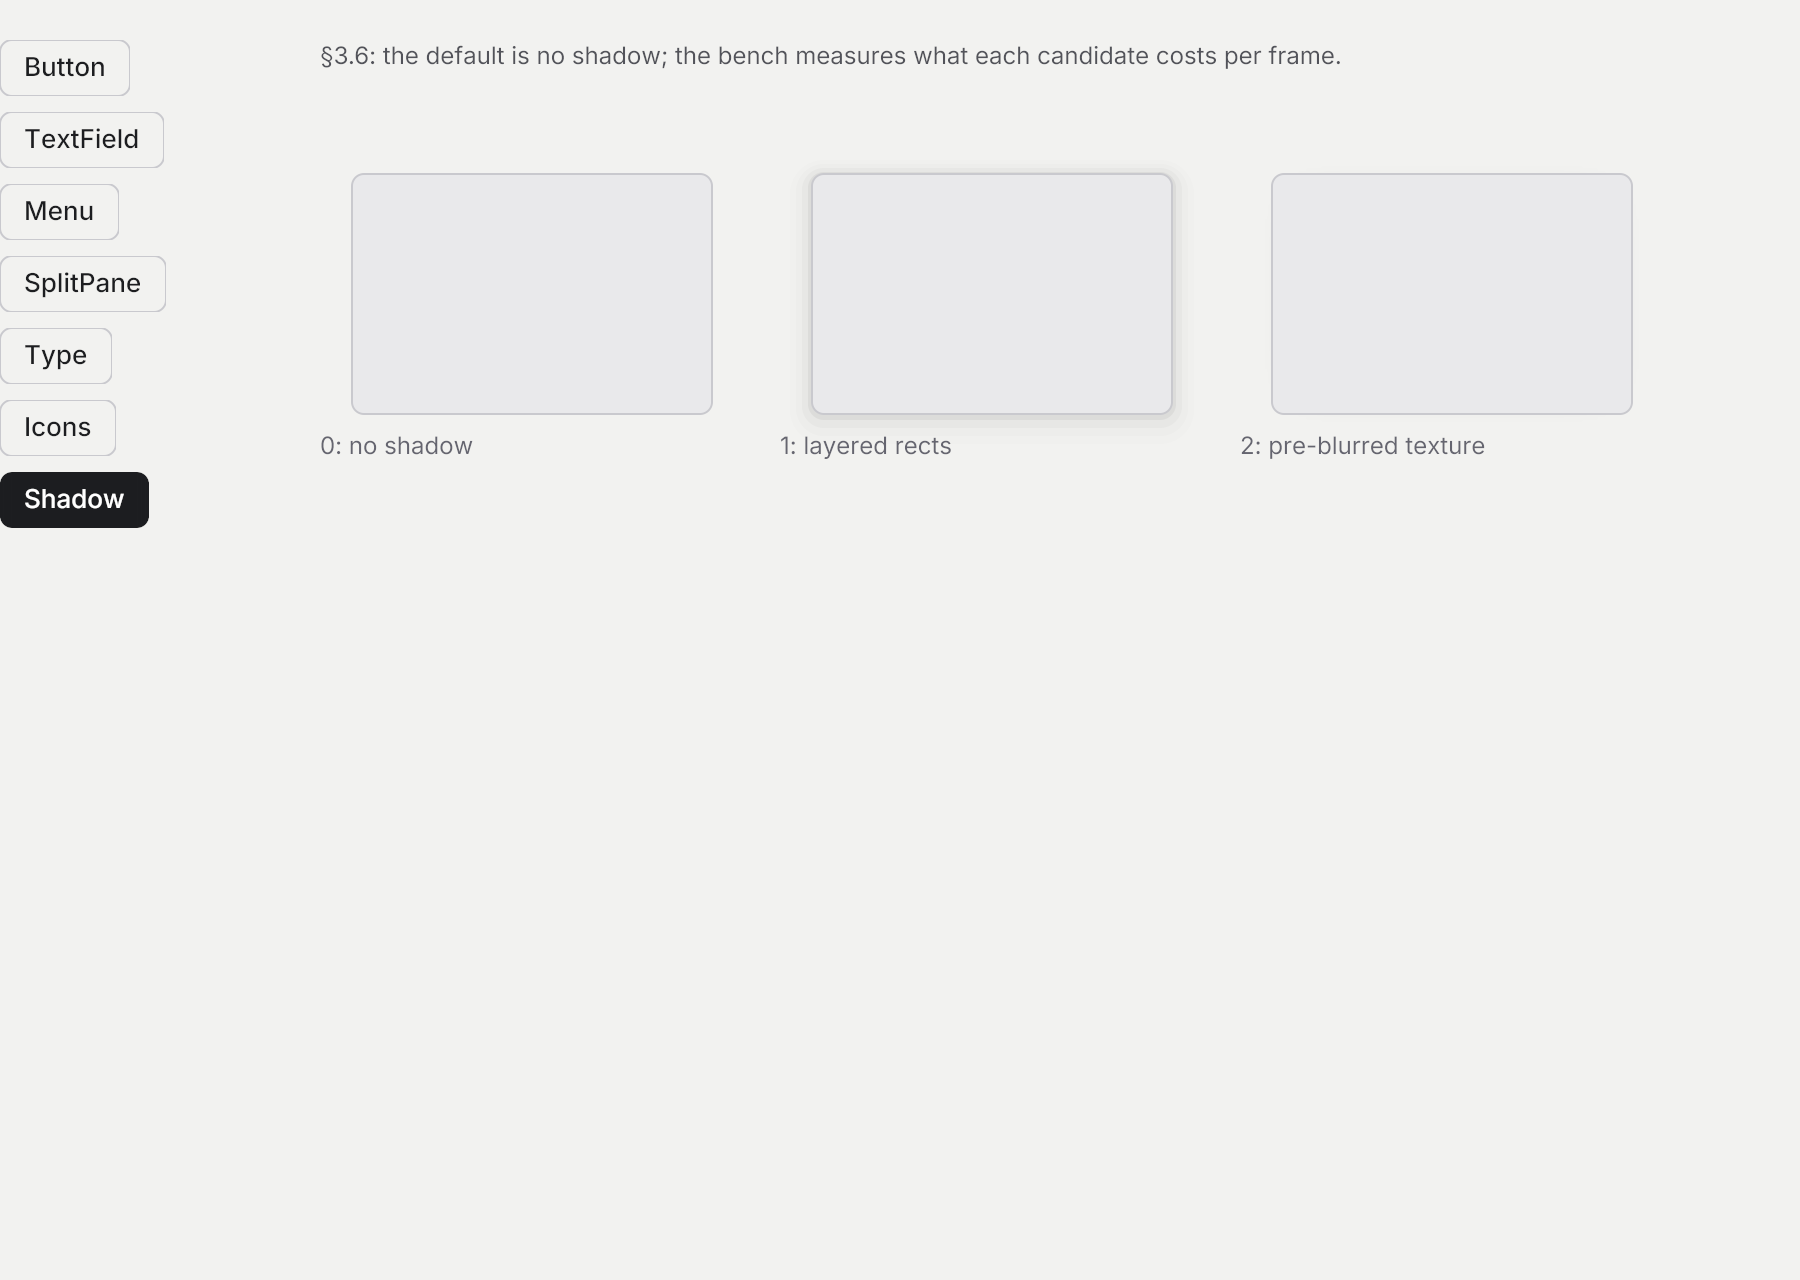 Button
TextField
Menu
SplitPane
Type
Icons
Shadow
§3.6: the default is no shadow; the bench measures what each candidate costs per frame.
0: no shadow
1: layered rects
2: pre-blurred texture